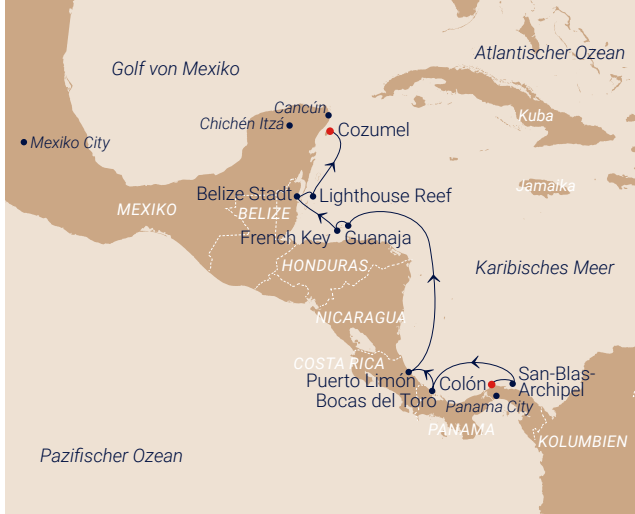 Atlantischer Ozean
Golf von Mexiko
Cancún
Chichén Itzá
Kuba
Cozumel
Mexiko City
Jamaika
Belize Stadt
Lighthouse Reef
MEXIKO
BELIZE
French Key
Guanaja
HONDURAS
Karibisches Meer
NICARAGUA
COSTA RICA
Puerto Limón
Colón
San-Blas-
Archipel
Bocas del Toro
Panama City
PANAMA
KOLUMBIEN
Pazifischer Ozean